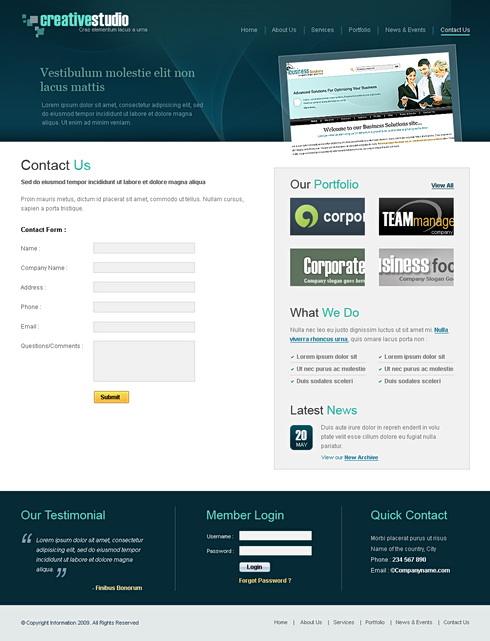 creativestudio
Cras elementum lacus a urna
Home | About Us | Services | Portfolio | News & Events | Contact Us
Vestibulum molestie elit non
lacus mattis
Lorem ipsum dolor sit amet, consectetur adipisicing elit, sed
do eiusmod tempor incididunt ut labore et dolore magna
aliqua. Ut enim ad minim veniam.
Business Solutions
Advanced Solutions For Optimizing Your Business
Welcome to our Business Solutions site...
Contact Us
Sed do eiusmod tempor incididunt ut labore et dolore magna aliqua
Proin mauris metus, dictum id placerat sit amet, commodo ut tellus. Nullam cursus,
sapien a porta tristique.
Contact Form :
Name :
Company Name :
Address :
Phone :
Email :
Questions/Comments :
Submit
Our Portfolio
View All
corpo
TEAMmanage
company
Corporate
Company slogan goes here
usiness foc
Company Slogan Go
What We Do
Nulla nec leo eu justo dignissim luctus ut sit amet mi. Nulla
viverra rhoncus urna, quis ornare lacus porta non :
Lorem ipsum dolor sit
Ut nec purus ac molestie
Duis sodales sceleri
Lorem ipsum dolor sit
Ut nec purus ac molestie
Duis sodales sceleri
Latest News
20
MAY
Duis aute irure dolor in repreh enderit in volu
ptate velit esse cillum dolore eu fugiat nulla
pariatur.
View our New Archive
Our Testimonial
“ Lorem ipsum dolor sit amet, consectetur
adipisicing elit, sed do eiusmod tempor
incididunt ut labore et dolore magna
aliqua. ”
- Finibus Bonorum
Member Login
Username :
Password :
Login
Forgot Password ?
Quick Contact
Morbi placerat purus ut risus
Name of the country, City
Phone : 234 567 890
Email : ©Companyname.com
© Copyright Information 2009. All Rights Reserved
Home | About Us | Services | Portfolio | News & Events | Contact Us